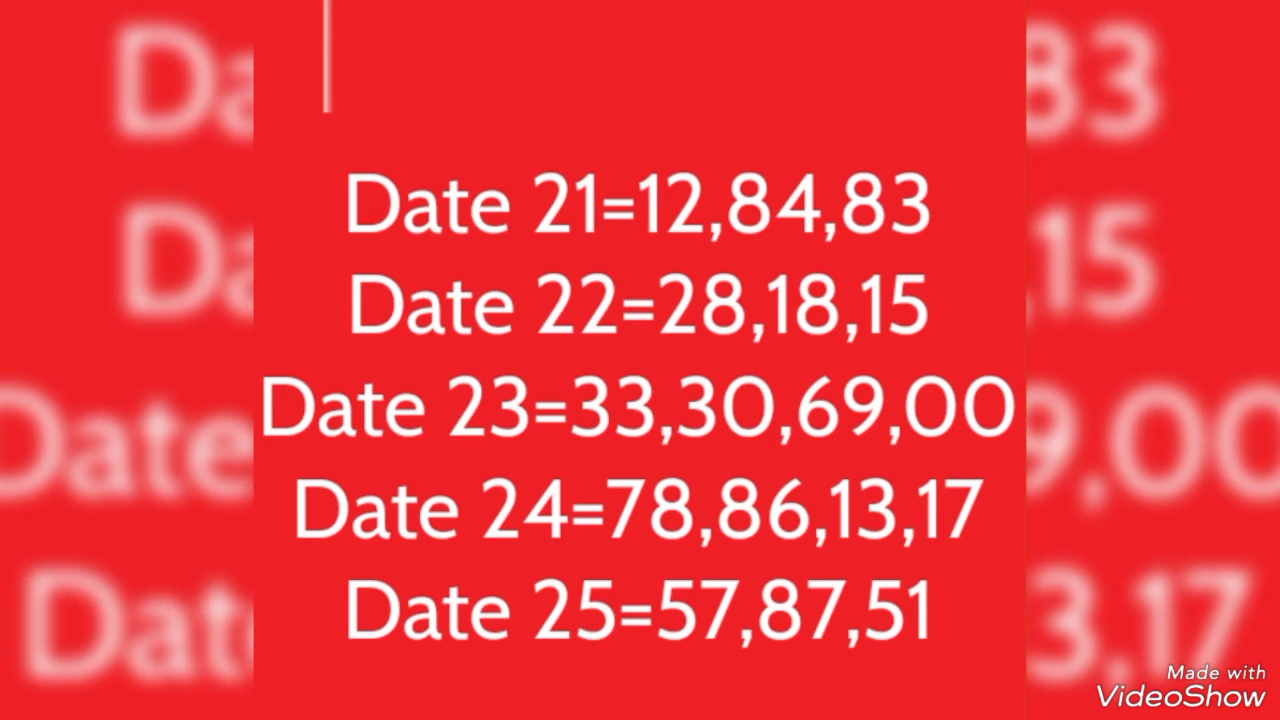 Date 21=12,84,83
Date 22=28,18,15
Date 23=33,30,69,00
Date 24=78,86,13,17
Date 25=57,87,51
Made with
VideoShow